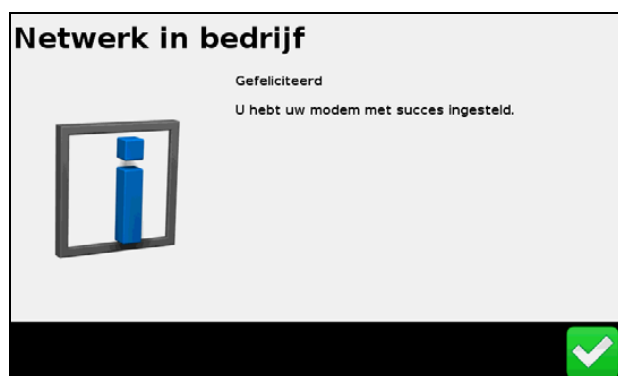 Netwerk in bedrijf
Gefeliciteerd
U hebt uw modem met succes ingesteld.